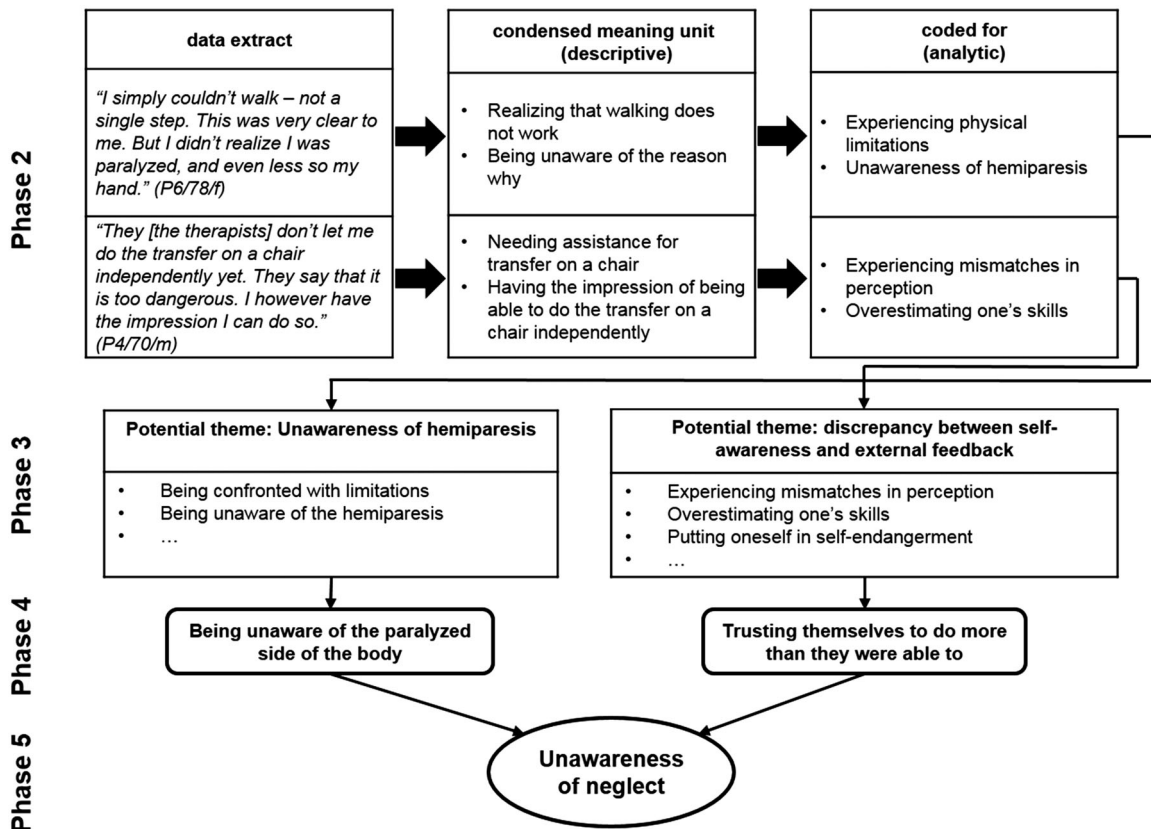 Phase 2
data extract
condensed meaning unit
(descriptive)
coded for
(analytic)
“I simply couldn’t walk – not a
single step. This was very clear to
me. But I didn’t realize I was
paralyzed, and even less so my
hand.” (P6/78/f)
• Realizing that walking does
not work
• Being unaware of the reason
why
• Experiencing physical
limitations
• Unawareness of hemiparesis
“They [the therapists] don’t let me
do the transfer on a chair
independently yet. They say that it
is too dangerous. I however have
the impression I can do so.”
(P4/70/m)
• Needing assistance for
transfer on a chair
• Having the impression of being
able to do the transfer on a
chair independently
• Experiencing mismatches in
perception
• Overestimating one’s skills
Phase 3
Potential theme: Unawareness of hemiparesis
• Being confronted with limitations
• Being unaware of the hemiparesis
• …
Potential theme: discrepancy between self-
awareness and external feedback
• Experiencing mismatches in perception
• Overestimating one’s skills
• Putting oneself in self-endangerment
• …
Phase 4
Being unaware of the paralyzed
side of the body
Trusting themselves to do more
than they were able to
Phase 5
Unawareness
of neglect